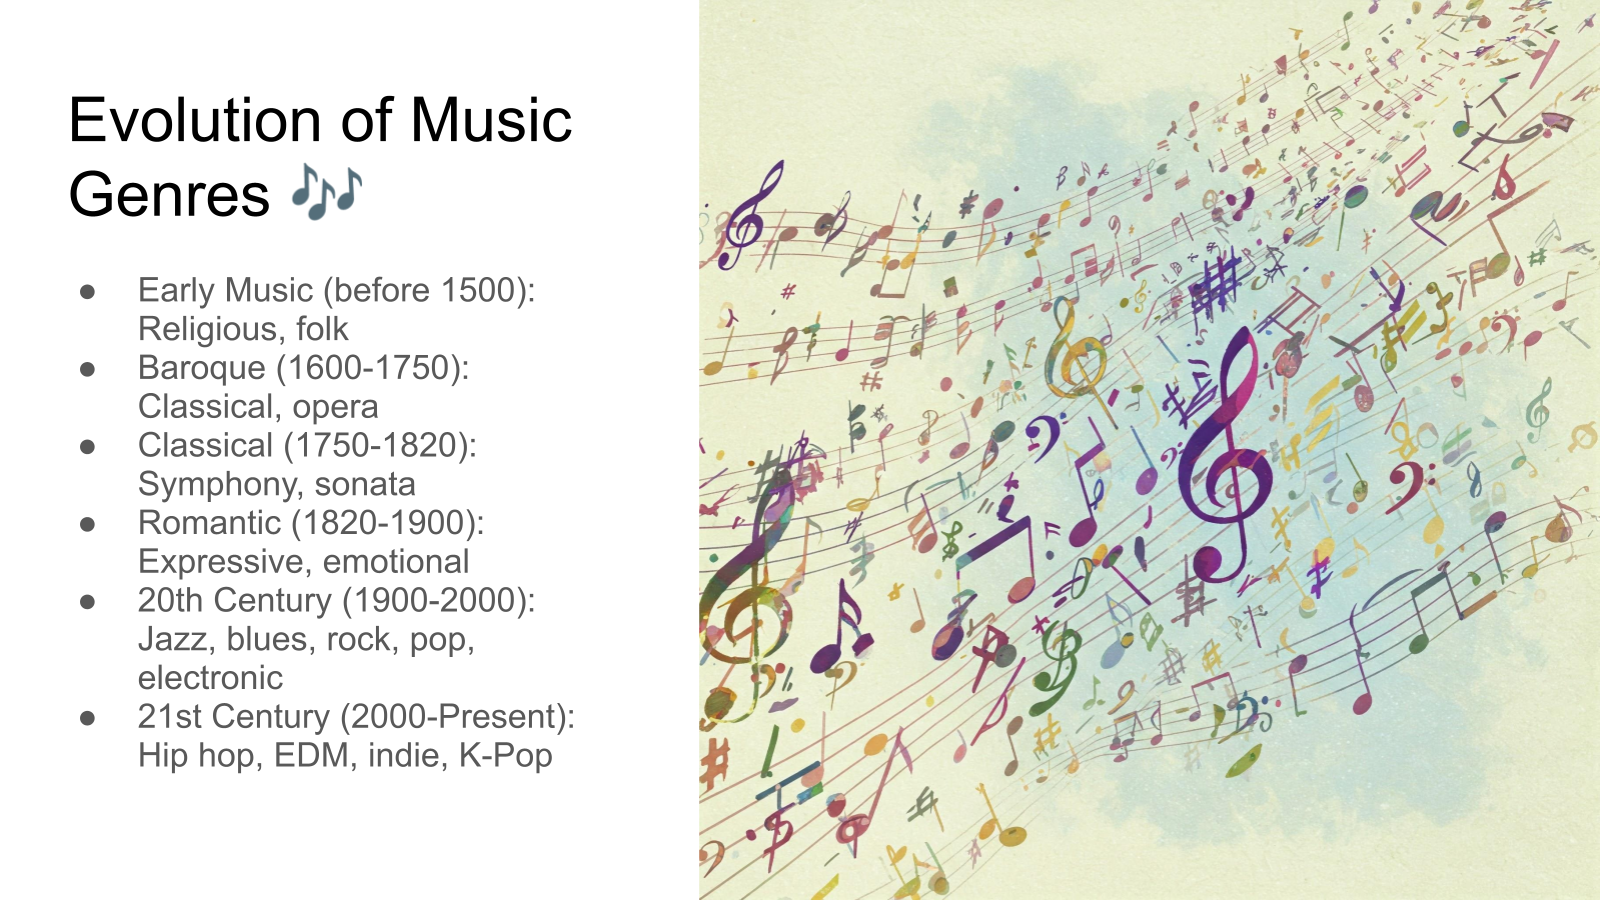 Evolution of Music
Genres 🎶
● Early Music (before 1500):
Religious, folk
● Baroque (1600-1750):
Classical, opera
● Classical (1750-1820):
Symphony, sonata
● Romantic (1820-1900):
Expressive, emotional
● 20th Century (1900-2000):
Jazz, blues, rock, pop,
electronic
● 21st Century (2000-Present):
Hip hop, EDM, indie, K-Pop